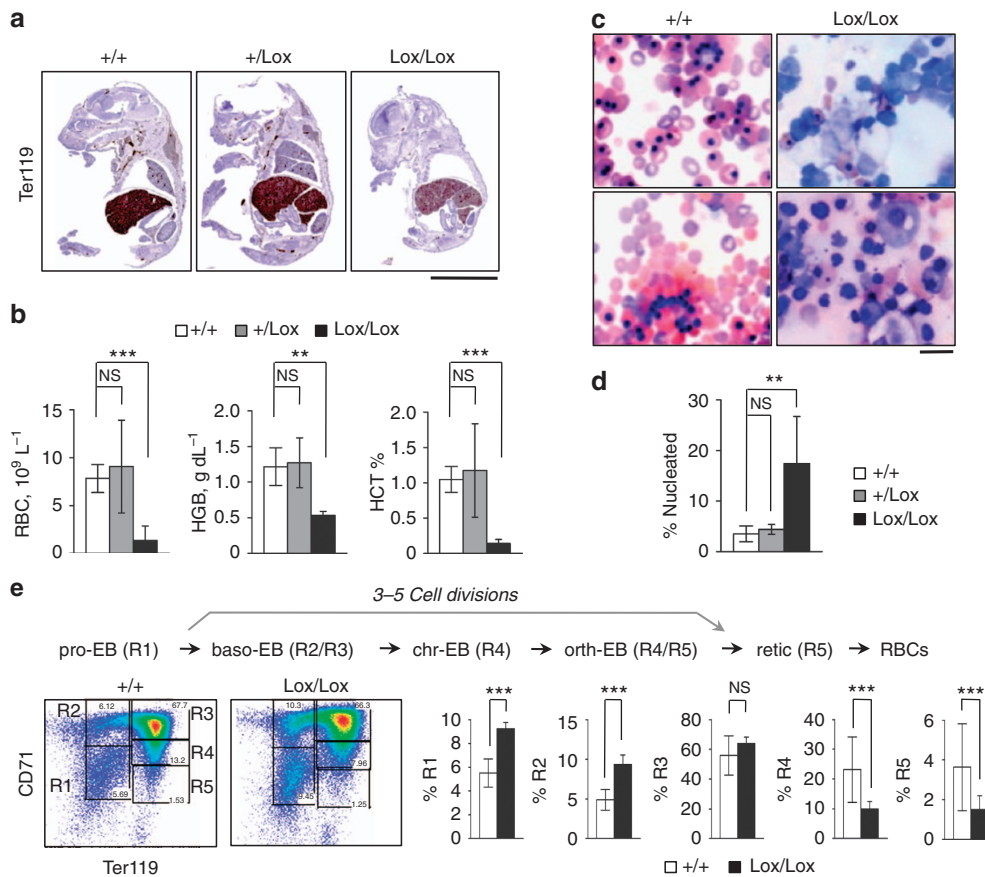 a
+/+ +/Lox Lox/Lox
Ter119
b
+/+ +/Lox Lox/Lox
***
NS
RBC, 10⁹ L⁻¹
15
10
5
0
**
NS
HGB, g dL⁻¹
2.0
1.5
1.0
0.5
0
***
NS
HCT %
2.0
1.5
1.0
0.5
0
c
+/+ Lox/Lox
d
**
NS
% Nucleated
30
20
10
0
+/+
+/Lox
Lox/Lox
e
3–5 Cell divisions
pro-EB (R1) → baso-EB (R2/R3) → chr-EB (R4) → orth-EB (R4/R5) → retic (R5) → RBCs
+/+ Lox/Lox
R2 6.12 67.7 R3
R4
13.2
R1 5.69 1.53 R5
10.3 66.3
7.96
9.45 1.25
CD71
Ter119
***
% R1
10
8
6
4
2
0
***
% R2
15
10
5
0
NS
% R3
80
60
40
20
0
***
% R4
40
30
20
10
0
***
% R5
6
4
2
0
+/+ Lox/Lox